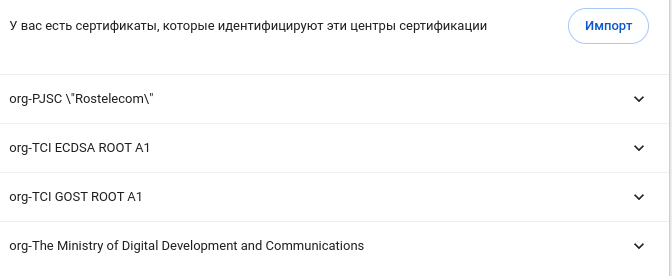 У вас есть сертификаты, которые идентифицируют эти центры сертификации
Импорт
org-PJSC \"Rostelecom\"
org-TCI ECDSA ROOT A1
org-TCI GOST ROOT A1
org-The Ministry of Digital Development and Communications